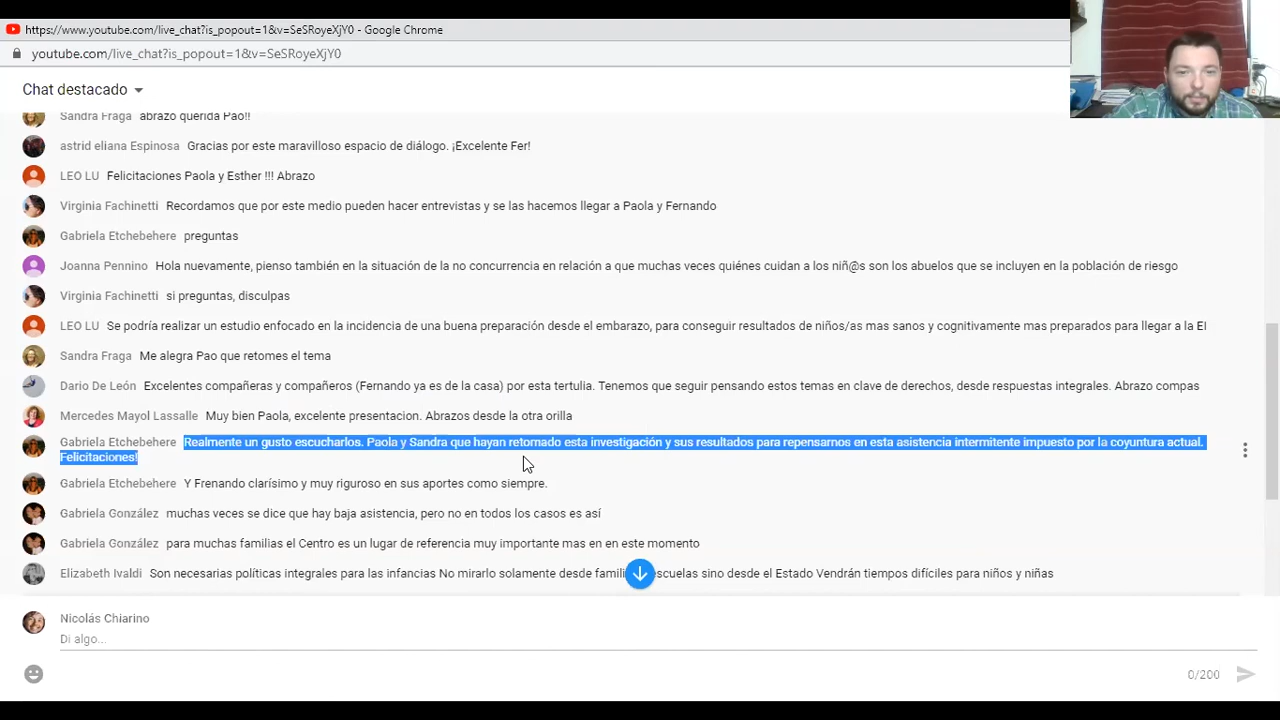 https://www.youtube.com/live_chat?is_popout=1&v=SeSRoyeXjY0 - Google Chrome
youtube.com/live_chat?is_popout=1&v=SeSRoyeXjY0
Chat destacado
Sandra Fraga abrazo querida Pao!!
astrid eliana Espinosa Gracias por este maravilloso espacio de diálogo. ¡Excelente Fer!
LEO LU Felicitaciones Paola y Esther !!! Abrazo
Virginia Fachinetti Recordamos que por este medio pueden hacer entrevistas y se las hacemos llegar a Paola y Fernando
Gabriela Etchebehere preguntas
Joanna Pennino Hola nuevamente, pienso también en la situación de la no concurrencia en relación a que muchas veces quiénes cuidan a los niñ@s son los abuelos que se incluyen en la población de riesgo
Virginia Fachinetti si preguntas, disculpas
LEO LU Se podría realizar un estudio enfocado en la incidencia de una buena preparación desde el embarazo, para conseguir resultados de niños/as mas sanos y cognitivamente mas preparados para llegar a la EI
Sandra Fraga Me alegra Pao que retomes el tema
Dario De León Excelentes compañeras y compañeros (Fernando ya es de la casa) por esta tertulia. Tenemos que seguir pensando estos temas en clave de derechos, desde respuestas integrales. Abrazo compas
Mercedes Mayol Lassalle Muy bien Paola, excelente presentacion. Abrazos desde la otra orilla
Gabriela Etchebehere Realmente un gusto escucharlos. Paola y Sandra que hayan retomado esta investigación y sus resultados para repensarnos en esta asistencia intermitente impuesto por la coyuntura actual.
Felicitaciones!
Gabriela Etchebehere Y Frenando clarísimo y muy riguroso en sus aportes como siempre.
Gabriela González muchas veces se dice que hay baja asistencia, pero no en todos los casos es así
Gabriela González para muchas familias el Centro es un lugar de referencia muy importante mas en en este momento
Elizabeth Ivaldi Son necesarias políticas integrales para las infancias No mirarlo solamente desde famili scuelas sino desde el Estado Vendrán tiempos difíciles para niños y niñas
Nicolás Chiarino
Di algo...
0/200